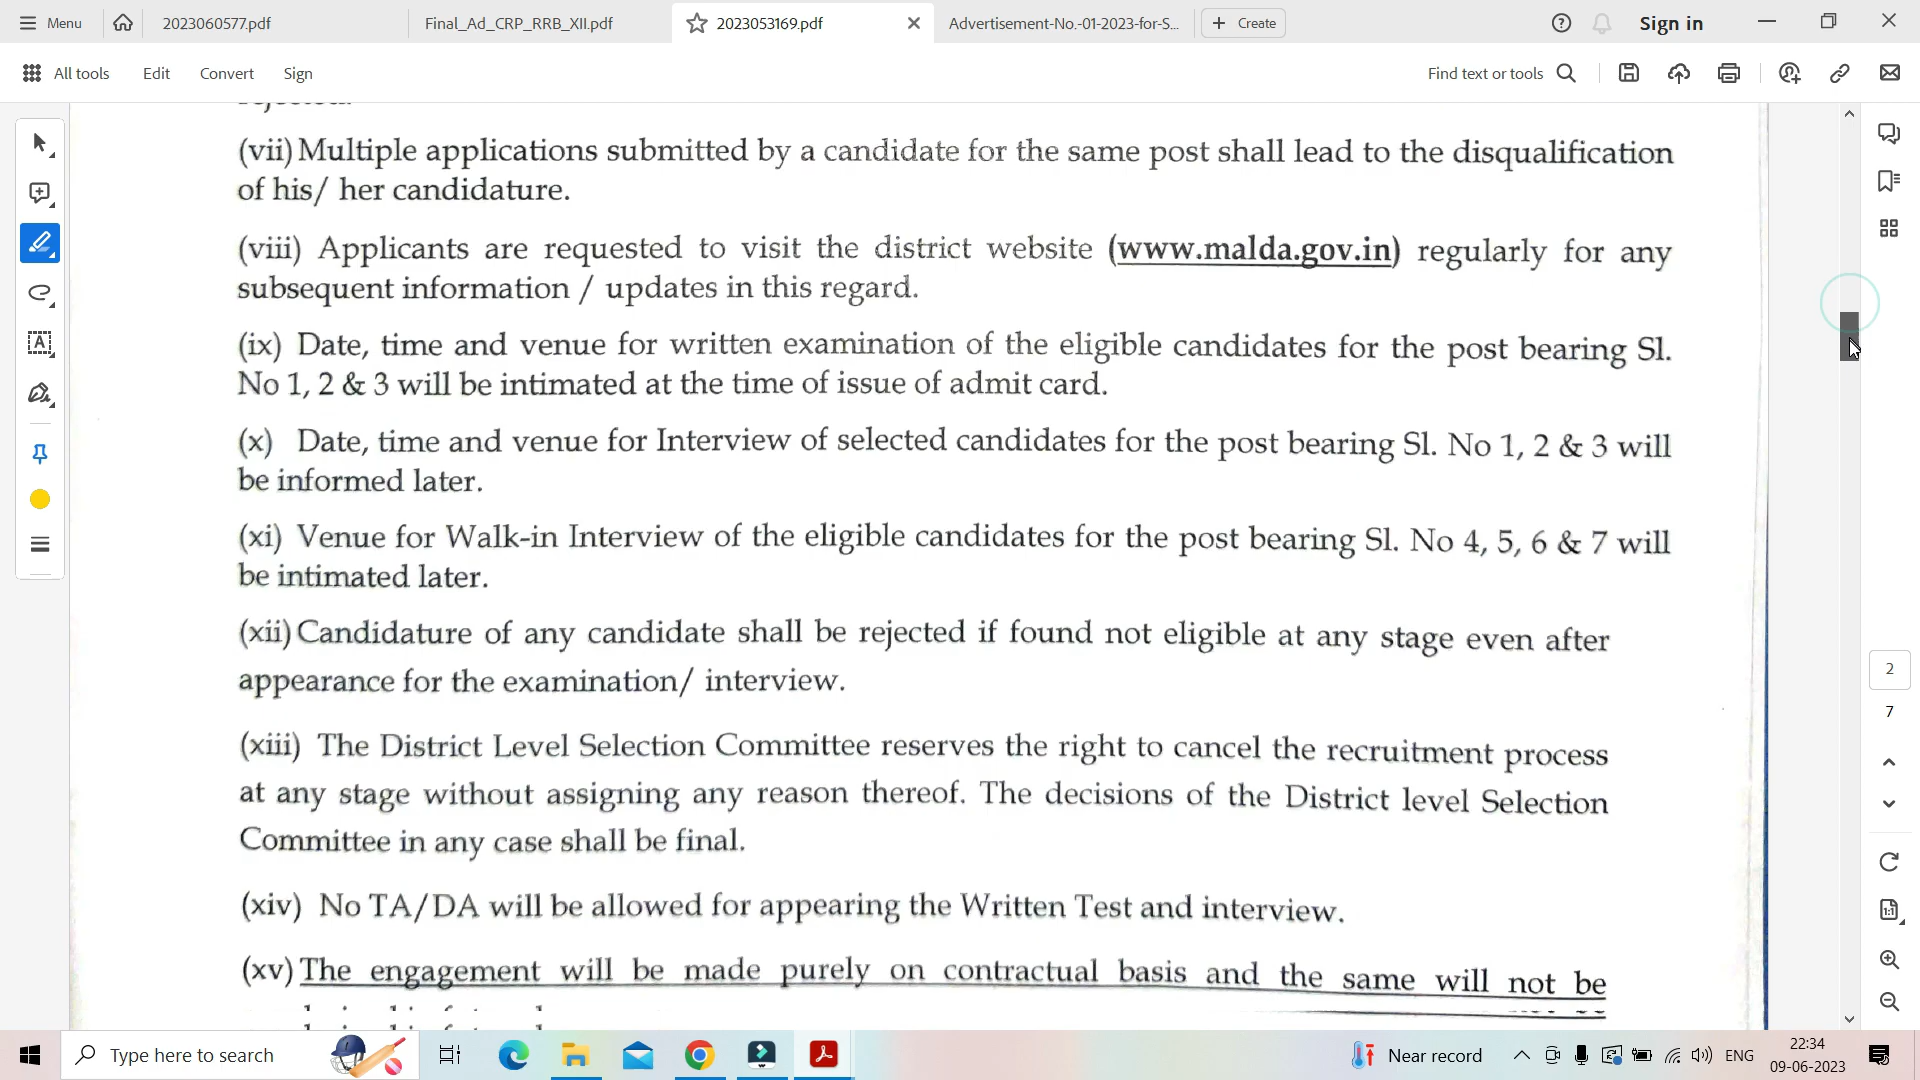 Menu
2023060577.pdf
Final_Ad_CRP_RRB_XII.pdf
2023053169.pdf
Advertisement-No.-01-2023-for-S...
Create
Sign in
All tools
Edit
Convert
Sign
Find text or tools
(vii) Multiple applications submitted by a candidate for the same post shall lead to the disqualification
of his/ her candidature.
(viii) Applicants are requested to visit the district website (www.malda.gov.in) regularly for any
subsequent information / updates in this regard.
(ix) Date, time and venue for written examination of the eligible candidates for the post bearing Sl.
No 1, 2 & 3 will be intimated at the time of issue of admit card.
(x) Date, time and venue for Interview of selected candidates for the post bearing Sl. No 1, 2 & 3 will
be informed later.
(xi) Venue for Walk-in Interview of the eligible candidates for the post bearing Sl. No 4, 5, 6 & 7 will
be intimated later.
(xii) Candidature of any candidate shall be rejected if found not eligible at any stage even after
appearance for the examination/ interview.
(xiii) The District Level Selection Committee reserves the right to cancel the recruitment process
at any stage without assigning any reason thereof. The decisions of the District level Selection
Committee in any case shall be final.
(xiv) No TA/DA will be allowed for appearing the Written Test and interview.
(xv) The engagement will be made purely on contractual basis and the same will not be
2
7
Type here to search
Near record
ENG
22:34
09-06-2023